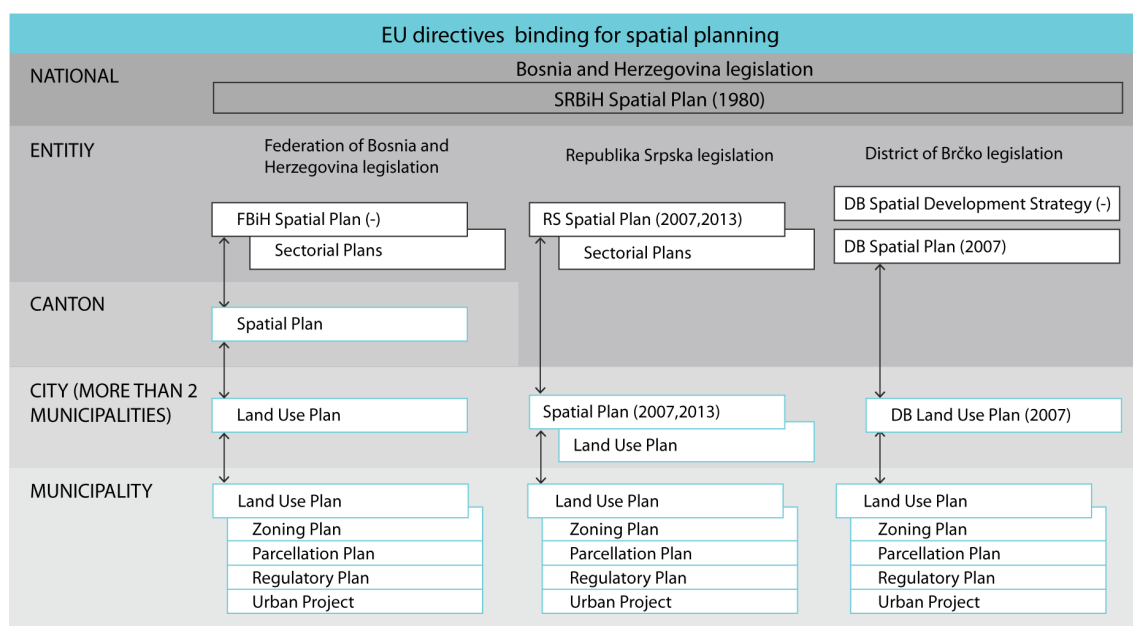 EU directives binding for spatial planning
NATIONAL
Bosnia and Herzegovina legislation
SRBiH Spatial Plan (1980)
ENTITIY
Federation of Bosnia and
Herzegovina legislation
Republika Srpska legislation
District of Brčko legislation
FBiH Spatial Plan (-)
Sectorial Plans
RS Spatial Plan (2007,2013)
Sectorial Plans
DB Spatial Development Strategy (-)
DB Spatial Plan (2007)
CANTON
Spatial Plan
CITY (MORE THAN 2
MUNICIPALITIES)
Land Use Plan
Spatial Plan (2007,2013)
Land Use Plan
DB Land Use Plan (2007)
MUNICIPALITY
Land Use Plan
Zoning Plan
Parcellation Plan
Regulatory Plan
Urban Project
Land Use Plan
Zoning Plan
Parcellation Plan
Regulatory Plan
Urban Project
Land Use Plan
Zoning Plan
Parcellation Plan
Regulatory Plan
Urban Project